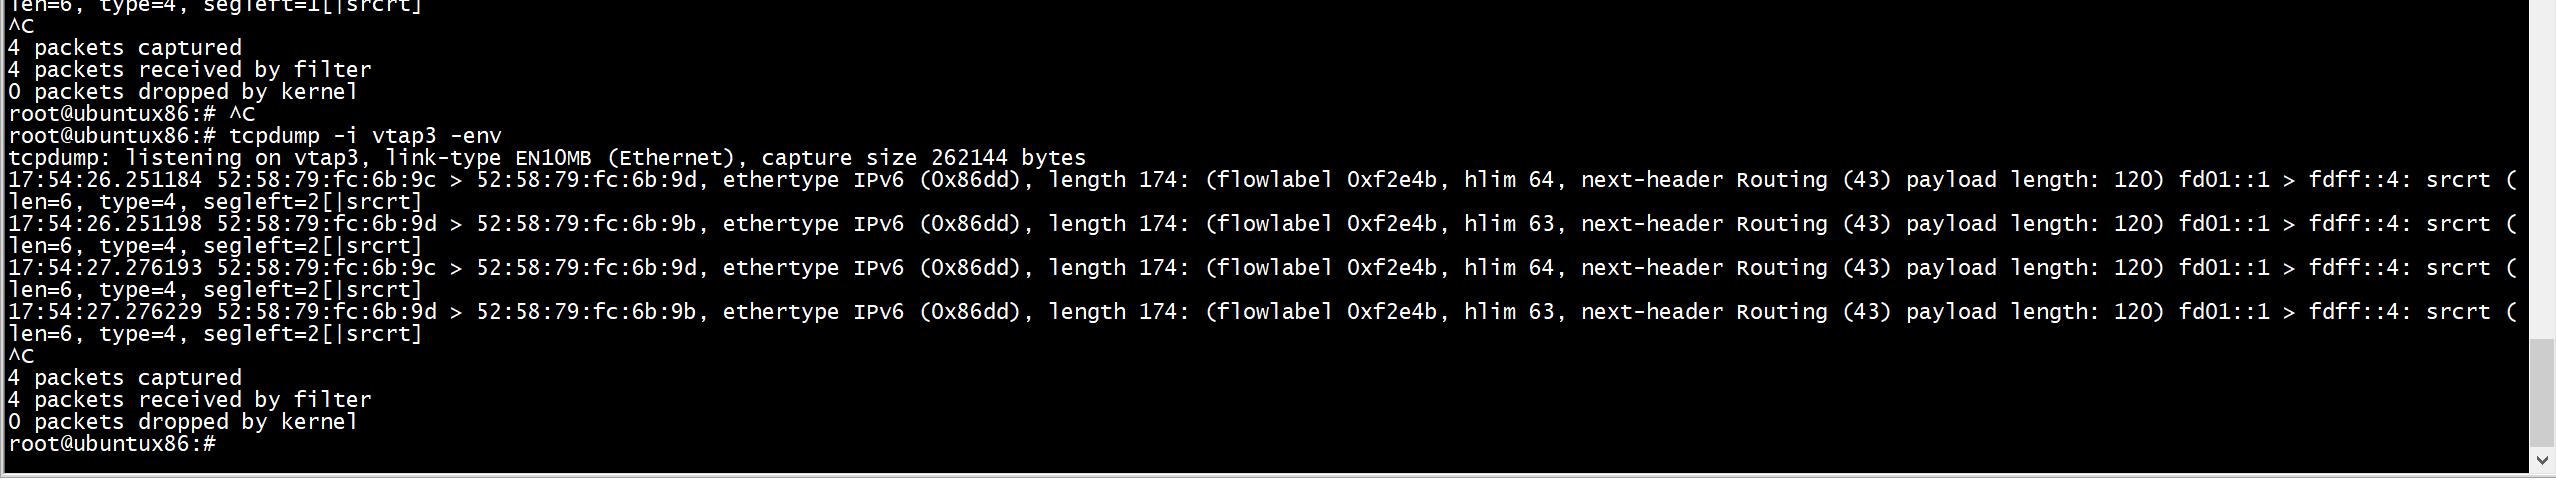 len=6, type=4, segleft=1[|srcrt]
^C
4 packets captured
4 packets received by filter
0 packets dropped by kernel
root@ubuntux86:# ^C
root@ubuntux86:# tcpdump -i vtap3 -env
tcpdump: listening on vtap3, link-type EN10MB (Ethernet), capture size 262144 bytes
17:54:26.251184 52:58:79:fc:6b:9c > 52:58:79:fc:6b:9d, ethertype IPv6 (0x86dd), length 174: (flowlabel 0xf2e4b, hlim 64, next-header Routing (43) payload length: 120) fd01::1 > fdff::4: srcrt (
len=6, type=4, segleft=2[|srcrt]
17:54:26.251198 52:58:79:fc:6b:9d > 52:58:79:fc:6b:9b, ethertype IPv6 (0x86dd), length 174: (flowlabel 0xf2e4b, hlim 63, next-header Routing (43) payload length: 120) fd01::1 > fdff::4: srcrt (
len=6, type=4, segleft=2[|srcrt]
17:54:27.276193 52:58:79:fc:6b:9c > 52:58:79:fc:6b:9d, ethertype IPv6 (0x86dd), length 174: (flowlabel 0xf2e4b, hlim 64, next-header Routing (43) payload length: 120) fd01::1 > fdff::4: srcrt (
len=6, type=4, segleft=2[|srcrt]
17:54:27.276229 52:58:79:fc:6b:9d > 52:58:79:fc:6b:9b, ethertype IPv6 (0x86dd), length 174: (flowlabel 0xf2e4b, hlim 63, next-header Routing (43) payload length: 120) fd01::1 > fdff::4: srcrt (
len=6, type=4, segleft=2[|srcrt]
^C
4 packets captured
4 packets received by filter
0 packets dropped by kernel
root@ubuntux86:#